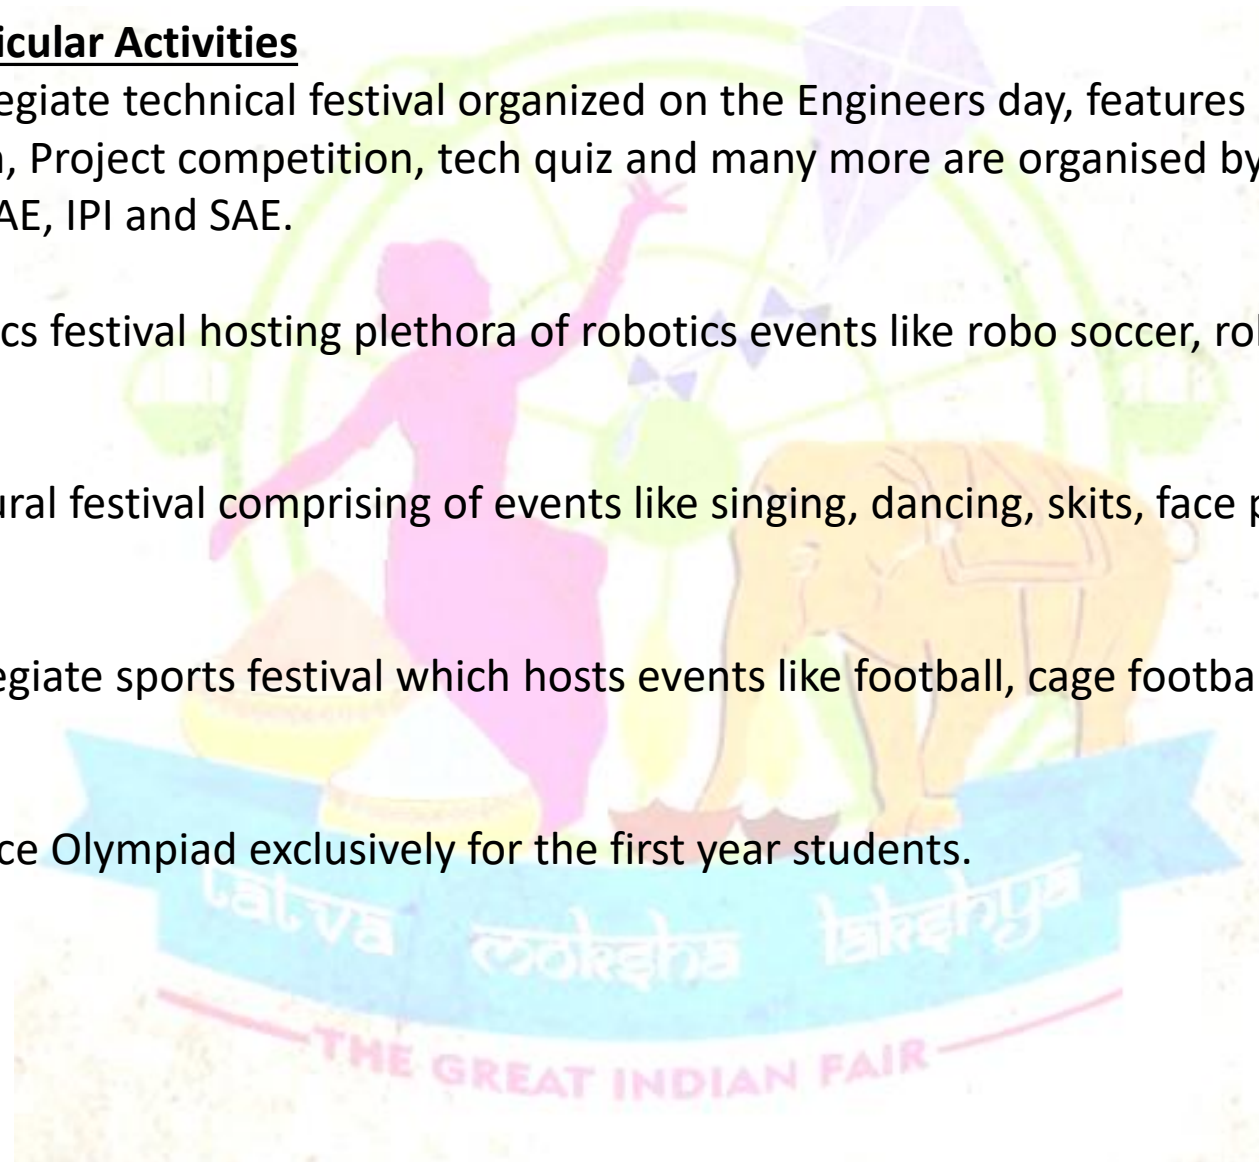 icular Activities
egiate technical festival organized on the Engineers day, features
, Project competition, tech quiz and many more are organised by
AE, IPI and SAE.
ics festival hosting plethora of robotics events like robo soccer, ro
ural festival comprising of events like singing, dancing, skits, face p
egiate sports festival which hosts events like football, cage footba
ce Olympiad exclusively for the first year students.
tatva moksha lakshya
THE GREAT INDIAN FAIR